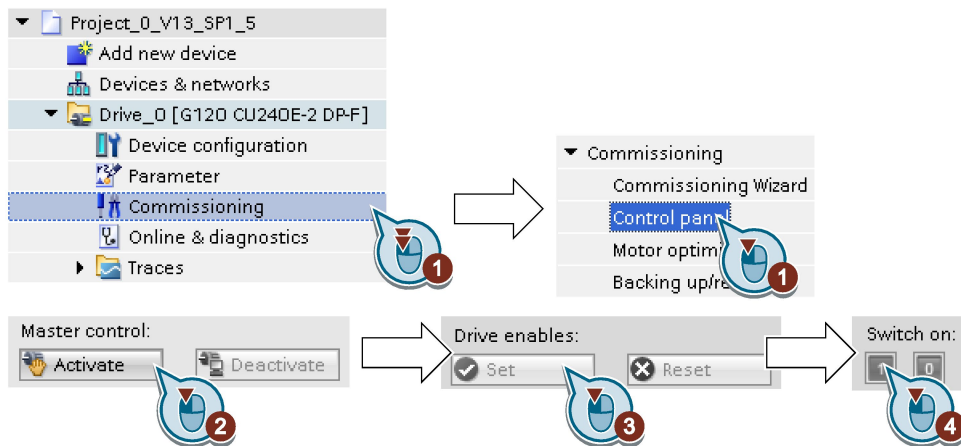 Project_0_V13_SP1_5
Add new device
Devices & networks
Drive_0 [G120 CU240E-2 DP-F]
Device configuration
Parameter
Commissioning
Online & diagnostics
Traces
1
Commissioning
Commissioning Wizard
Control panel
Motor optimi
Backing up/re
1
Master control:
Activate
Deactivate
2
Drive enables:
Set
Reset
3
Switch on:
1
0
4